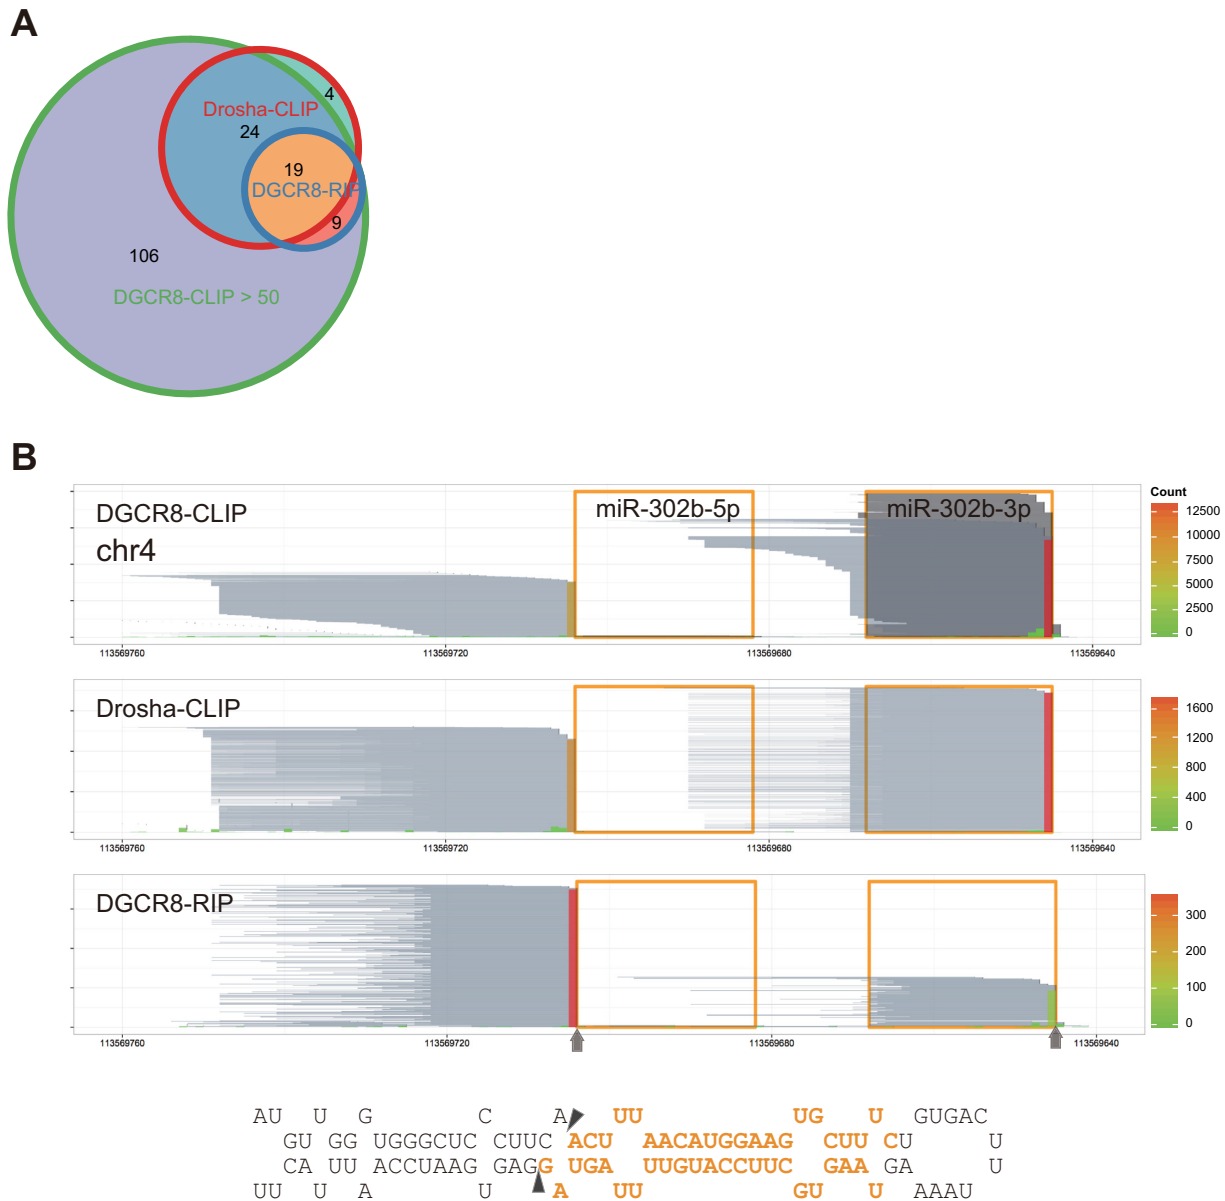 A
4
Drosha-CLIP
24
19
DGCR8-RIP
9
106
DGCR8-CLIP > 50
B
DGCR8-CLIP
chr4
miR-302b-5p
miR-302b-3p
Count
12500
10000
7500
5000
2500
0
113569760
113569720
113569680
113569640
Drosha-CLIP
1600
1200
800
400
0
113569760
113569720
113569680
113569640
DGCR8-RIP
300
200
100
0
113569760
113569720
113569680
113569640
AU U G C A UU UG U GUGAC
GU GG UGGGCUC CUUC ACU AACAUGGAAG CUU CU U
CA UU ACCUAAG GAGG UGA UUGUACCUUC GAA GA U
UU U A U A UU GU U AAAU